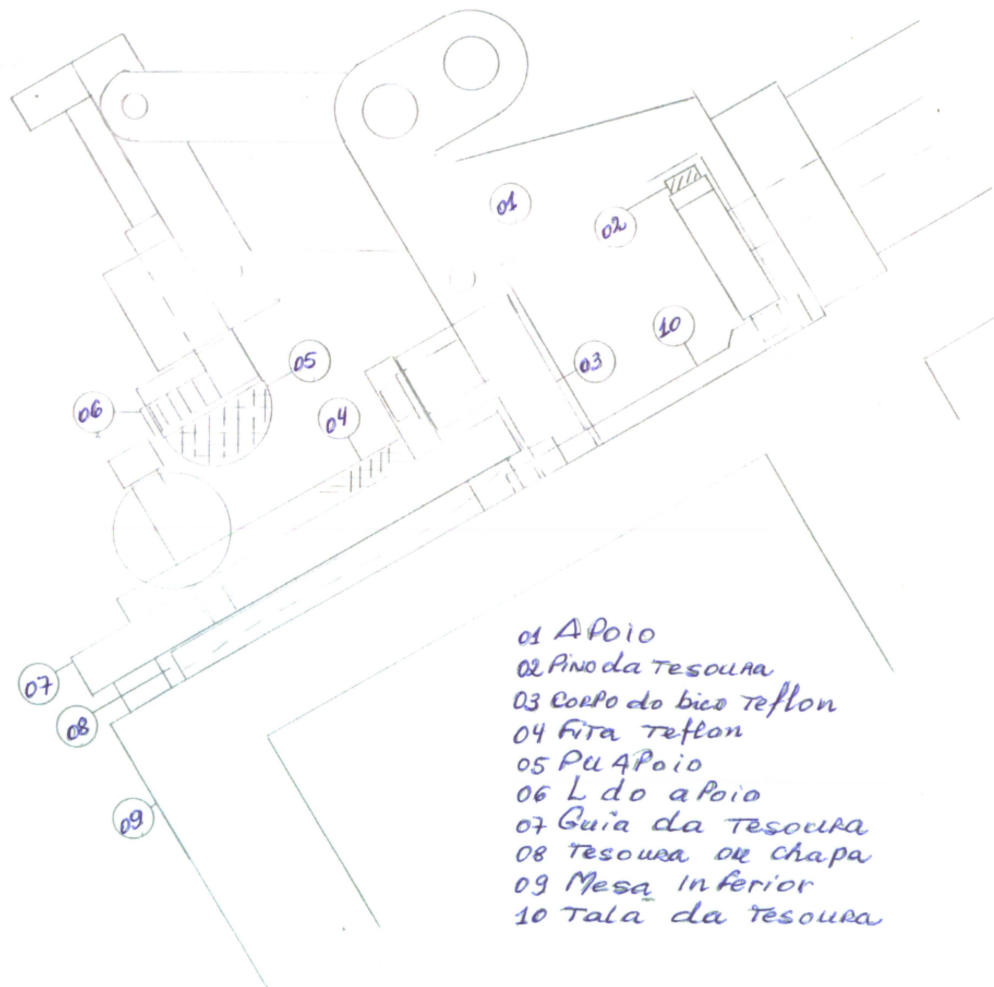 01
02
10
03
05
06
04
07
08
09
01 APoio
02 Pino da Tesoura
03 Corpo do bico Teflon
04 Fita Teflon
05 PU APoio
06 L do aPoio
07 Guia da Tesoura
08 Tesoura ou chapa
09 Mesa Inferior
10 Tala da Tesoura